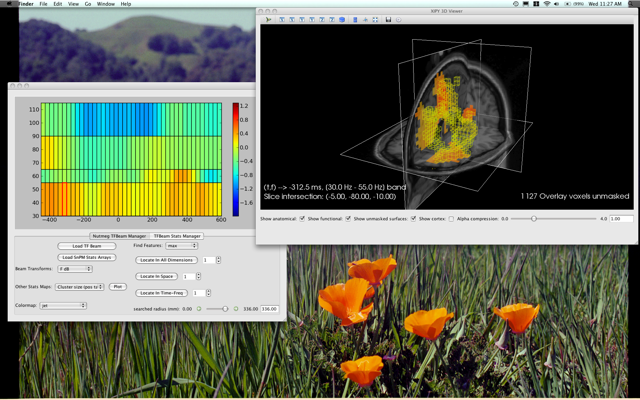 Finder File Edit View Go Window Help
(99%) Wed 11:27 AM
XIPY 3D Viewer
(t,f) --> -312.5 ms, (30.0 Hz - 55.0 Hz) band
Slice intersection: (-5.00, -80.00, -10.00)
1127 Overlay voxels unmasked
Show anatomical: Show functional: Show unmasked surfaces: Show cortex: Alpha compression: 0.0 4.0 1.00
110
100
90
80
70
60
50
40
30
-400 -200 0 200 400 600
1.2
0.8
0.4
0.0
-0.4
-0.8
-1.2
Nutmeg TFBeam Manager TFBeam Stats Manager
Load TF Beam
Load SnPM Stats Arrays
Beam Transforms: F dB
Other Stats Maps: Cluster size (pos t) Plot
Colormap: jet
Find Features: max
Locate In All Dimensions 1
Locate In Space 1
Locate In Time-Freq 1
searched radius (mm): 0.00 336.00 336.00